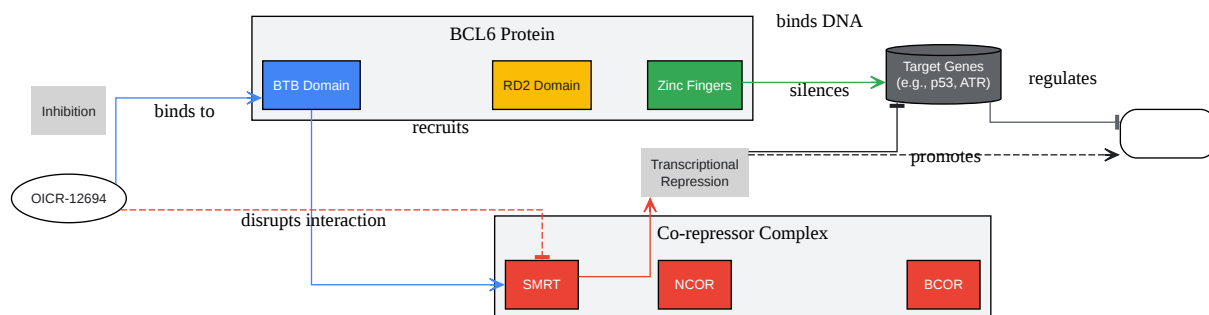 binds DNA
BCL6 Protein
BTB Domain
RD2 Domain
Zinc Fingers
Target Genes
(e.g., p53, ATR)
regulates
silences
Inhibition
binds to
recruits
Transcriptional
Repression
promotes
OICR-12694
disrupts interaction
Co-repressor Complex
SMRT
NCOR
BCOR